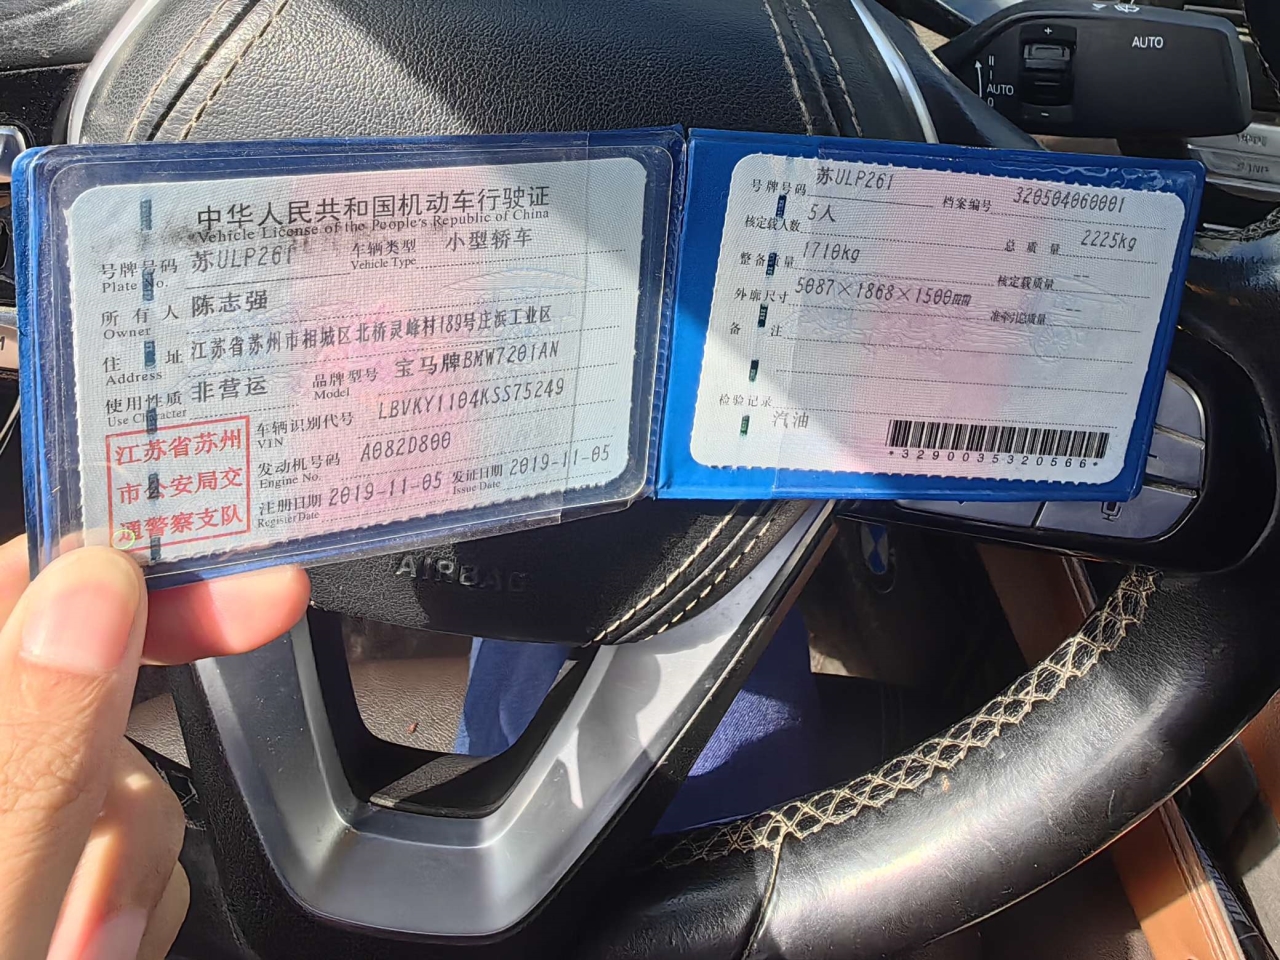 中华人民共和国机动车行驶证
Vehicle License of the People's Republic of China
号牌号码 苏ULP261 车辆类型 小型轿车
Plate No. Vehicle Type
所有人 陈志强
Owner
住址 江苏省苏州市相城区北桥灵峰村189号庄浜工业区
Address
使用性质 非营运 品牌型号 宝马牌BMW7201AN
Use Character Model
车辆识别代号 LBVKY1104KSS75249
VIN
发动机号码 A082D800
Engine No.
注册日期 2019-11-05 发证日期 2019-11-05
Register Date Issue Date
江苏省苏州
市公安局交
通警察支队
号牌号码 苏ULP261 档案编号 320504060001
核定载人数 5人 总质量 2225kg
整备质量 1710kg 核定载质量 --
外廓尺寸 5087×1868×1500mm 准牵引总质量 --
备注
检验记录
汽油
*3290035320566*
AIRBAG
AUTO
AUTO
0